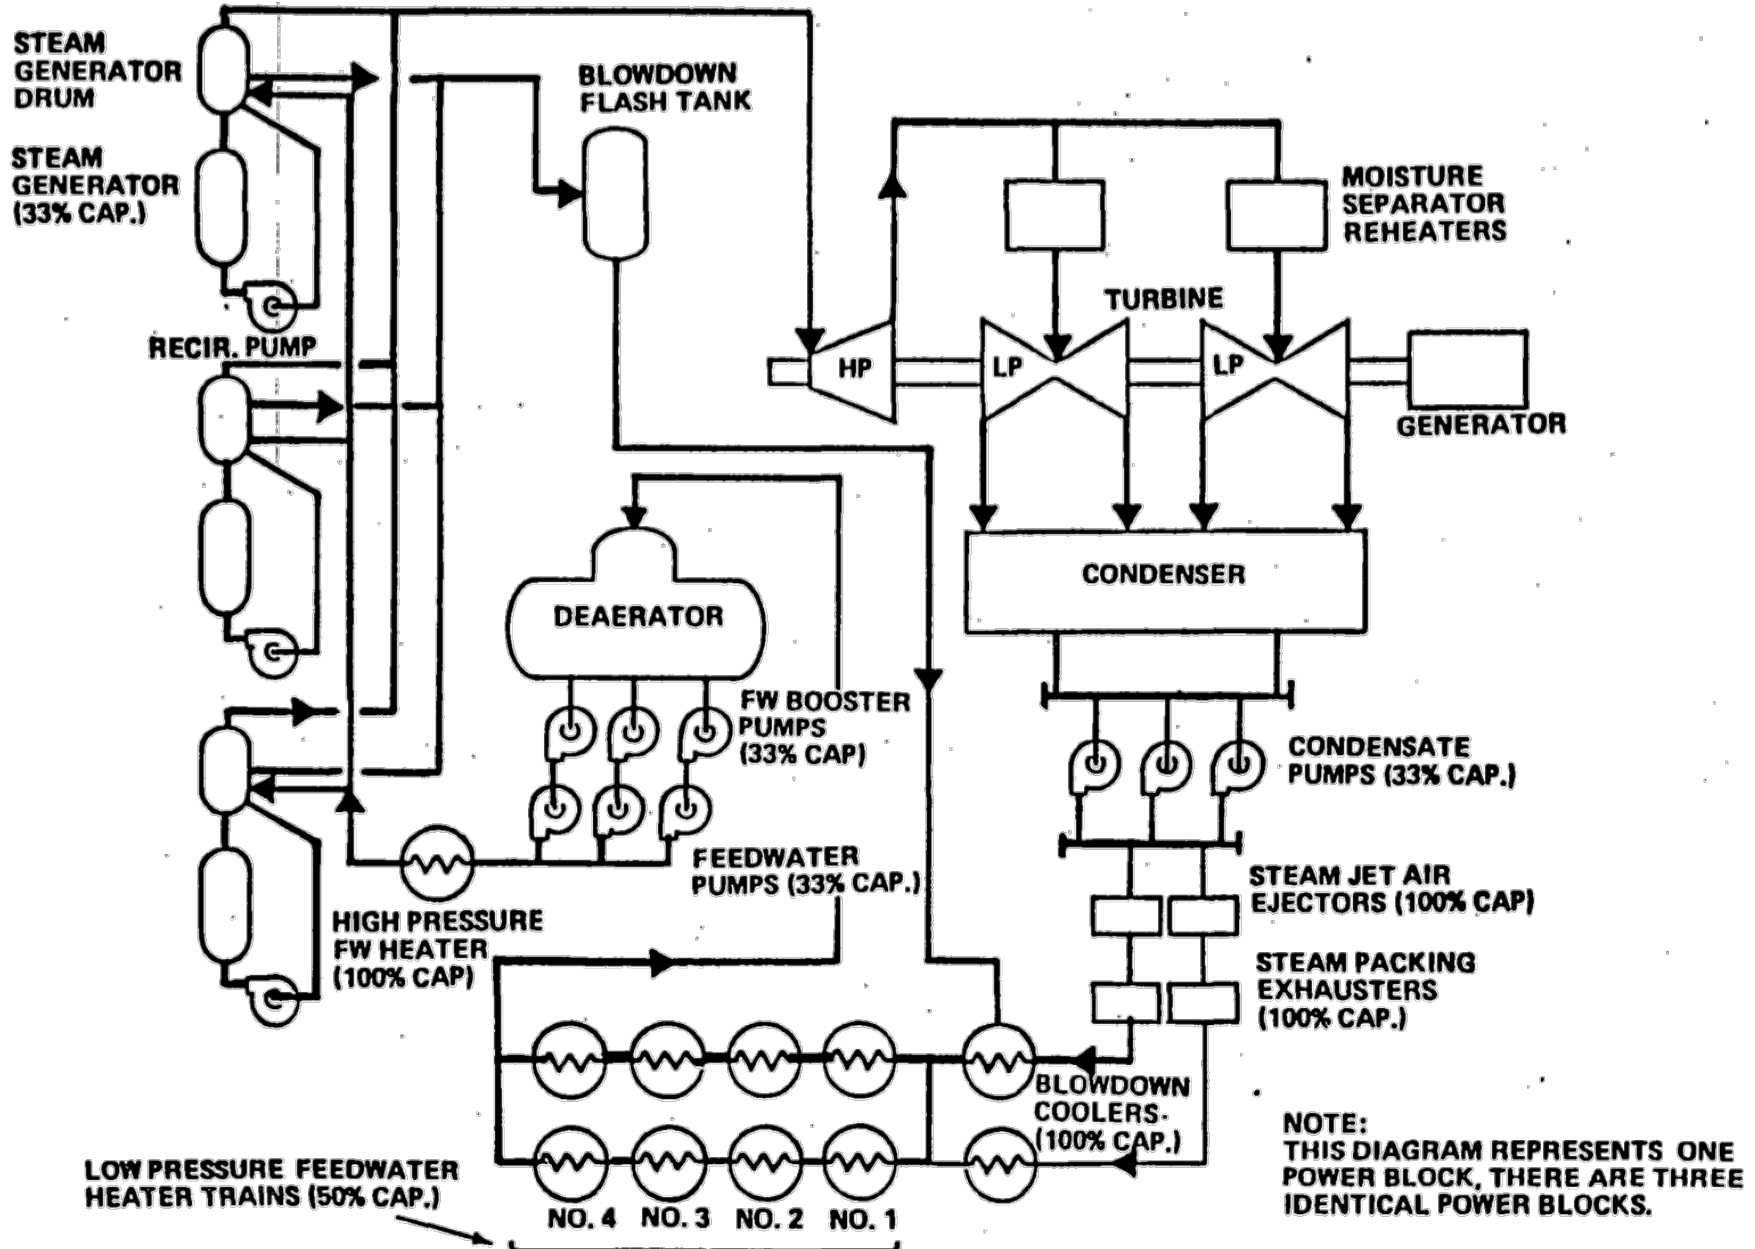 STEAM
GENERATOR
DRUM
BLOWDOWN
FLASH TANK
STEAM
GENERATOR
(33% CAP.)
MOISTURE
SEPARATOR
REHEATERS
RECIR. PUMP
TURBINE
HP
LP
LP
GENERATOR
CONDENSER
DEAERATOR
FW BOOSTER
PUMPS
(33% CAP)
CONDENSATE
PUMPS (33% CAP.)
FEEDWATER
PUMPS (33% CAP.)
STEAM JET AIR
EJECTORS (100% CAP)
HIGH PRESSURE
FW HEATER
(100% CAP)
STEAM PACKING
EXHAUSTERS
(100% CAP.)
BLOWDOWN
COOLERS-
(100% CAP.)
NOTE:
THIS DIAGRAM REPRESENTS ONE
POWER BLOCK, THERE ARE THREE
IDENTICAL POWER BLOCKS.
LOW PRESSURE FEEDWATER
HEATER TRAINS (50% CAP.)
NO. 4 NO. 3 NO. 2 NO. 1